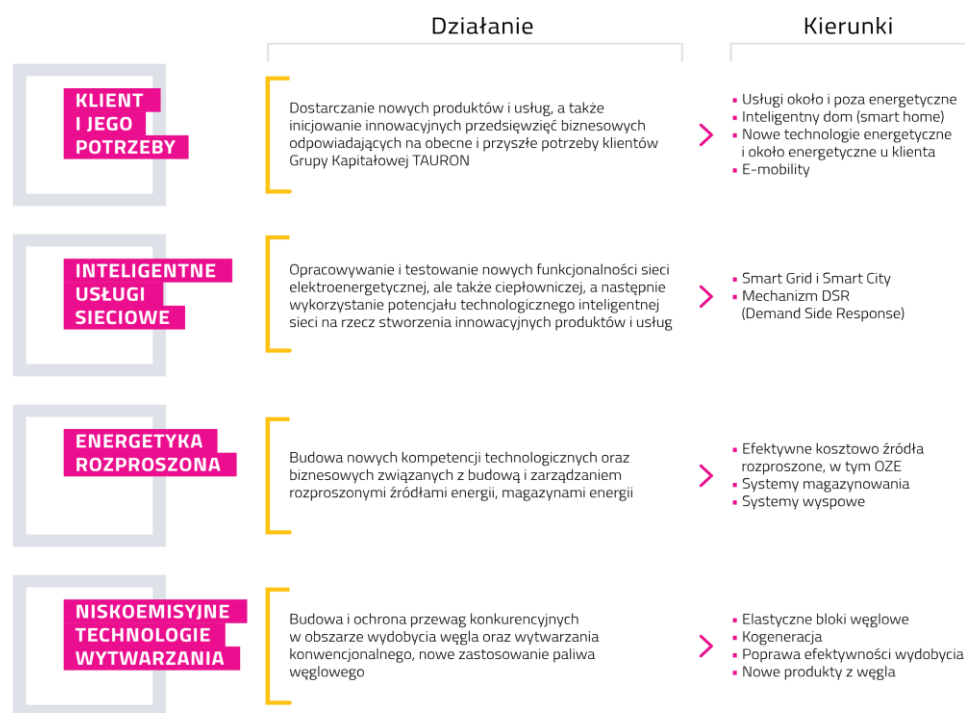 Działanie
Kierunki
KLIENT
I JEGO
POTRZEBY
Dostarczanie nowych produktów i usług, a także
inicjowanie innowacyjnych przedsięwzięć biznesowych
odpowiadających na obecne i przyszłe potrzeby klientów
Grupy Kapitałowej TAURON
▪ Usługi około i poza energetyczne
▪ Inteligentny dom (smart home)
▪ Nowe technologie energetyczne
i około energetyczne u klienta
▪ E-mobility
INTELIGENTNE
USŁUGI
SIECIOWE
Opracowywanie i testowanie nowych funkcjonalności sieci
elektroenergetycznej, ale także ciepłowniczej, a następnie
wykorzystanie potencjału technologicznego inteligentnej
sieci na rzecz stworzenia innowacyjnych produktów i usług
▪ Smart Grid i Smart City
▪ Mechanizm DSR
(Demand Side Response)
ENERGETYKA
ROZPROSZONA
Budowa nowych kompetencji technologicznych oraz
biznesowych związanych z budową i zarządzaniem
rozproszonymi źródłami energii, magazynami energii
▪ Efektywne kosztowo źródła
rozproszone, w tym OZE
▪ Systemy magazynowania
▪ Systemy wyspowe
NISKOEMISYJNE
TECHNOLOGIE
WYTWARZANIA
Budowa i ochrona przewag konkurencyjnych
w obszarze wydobycia węgla oraz wytwarzania
konwencjonalnego, nowe zastosowanie paliwa
węglowego
▪ Elastyczne bloki węglowe
▪ Kogeneracja
▪ Poprawa efektywności wydobycia
▪ Nowe produkty z węgla